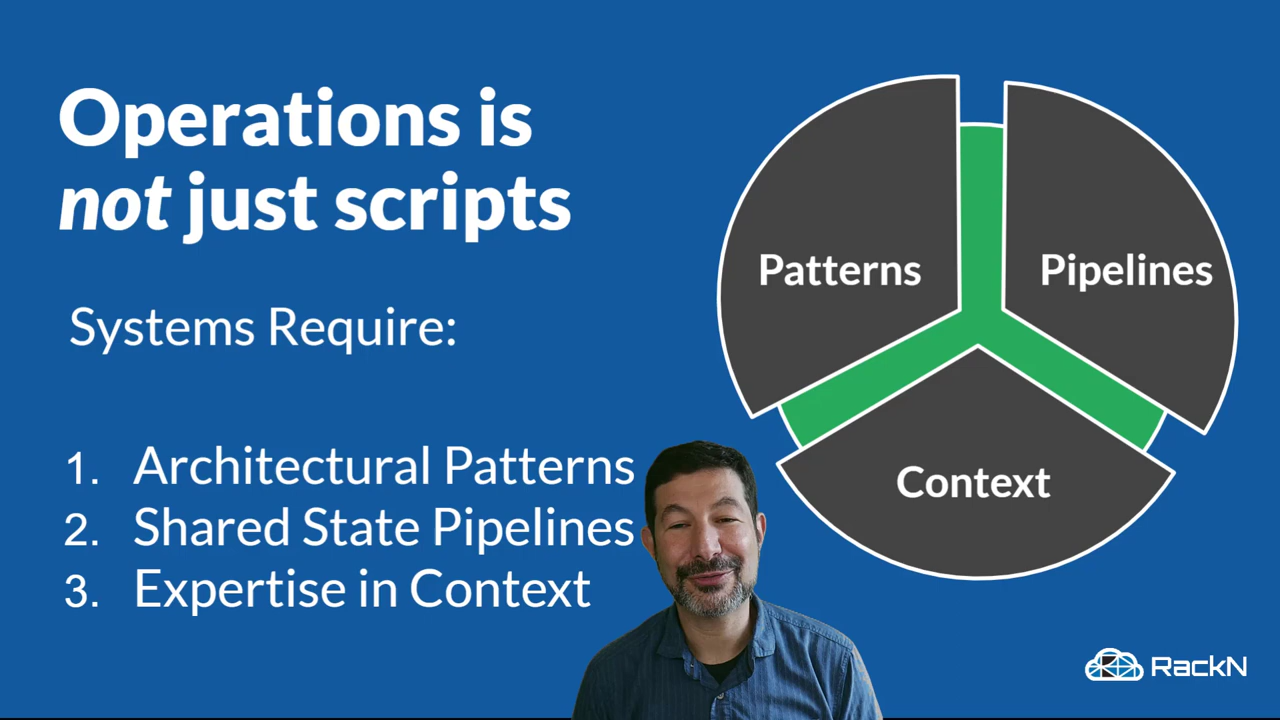 Operations is
not just scripts
Systems Require:
1. Architectural Patterns
2. Shared State Pipelines
3. Expertise in Context
Patterns
Pipelines
Context
RackN